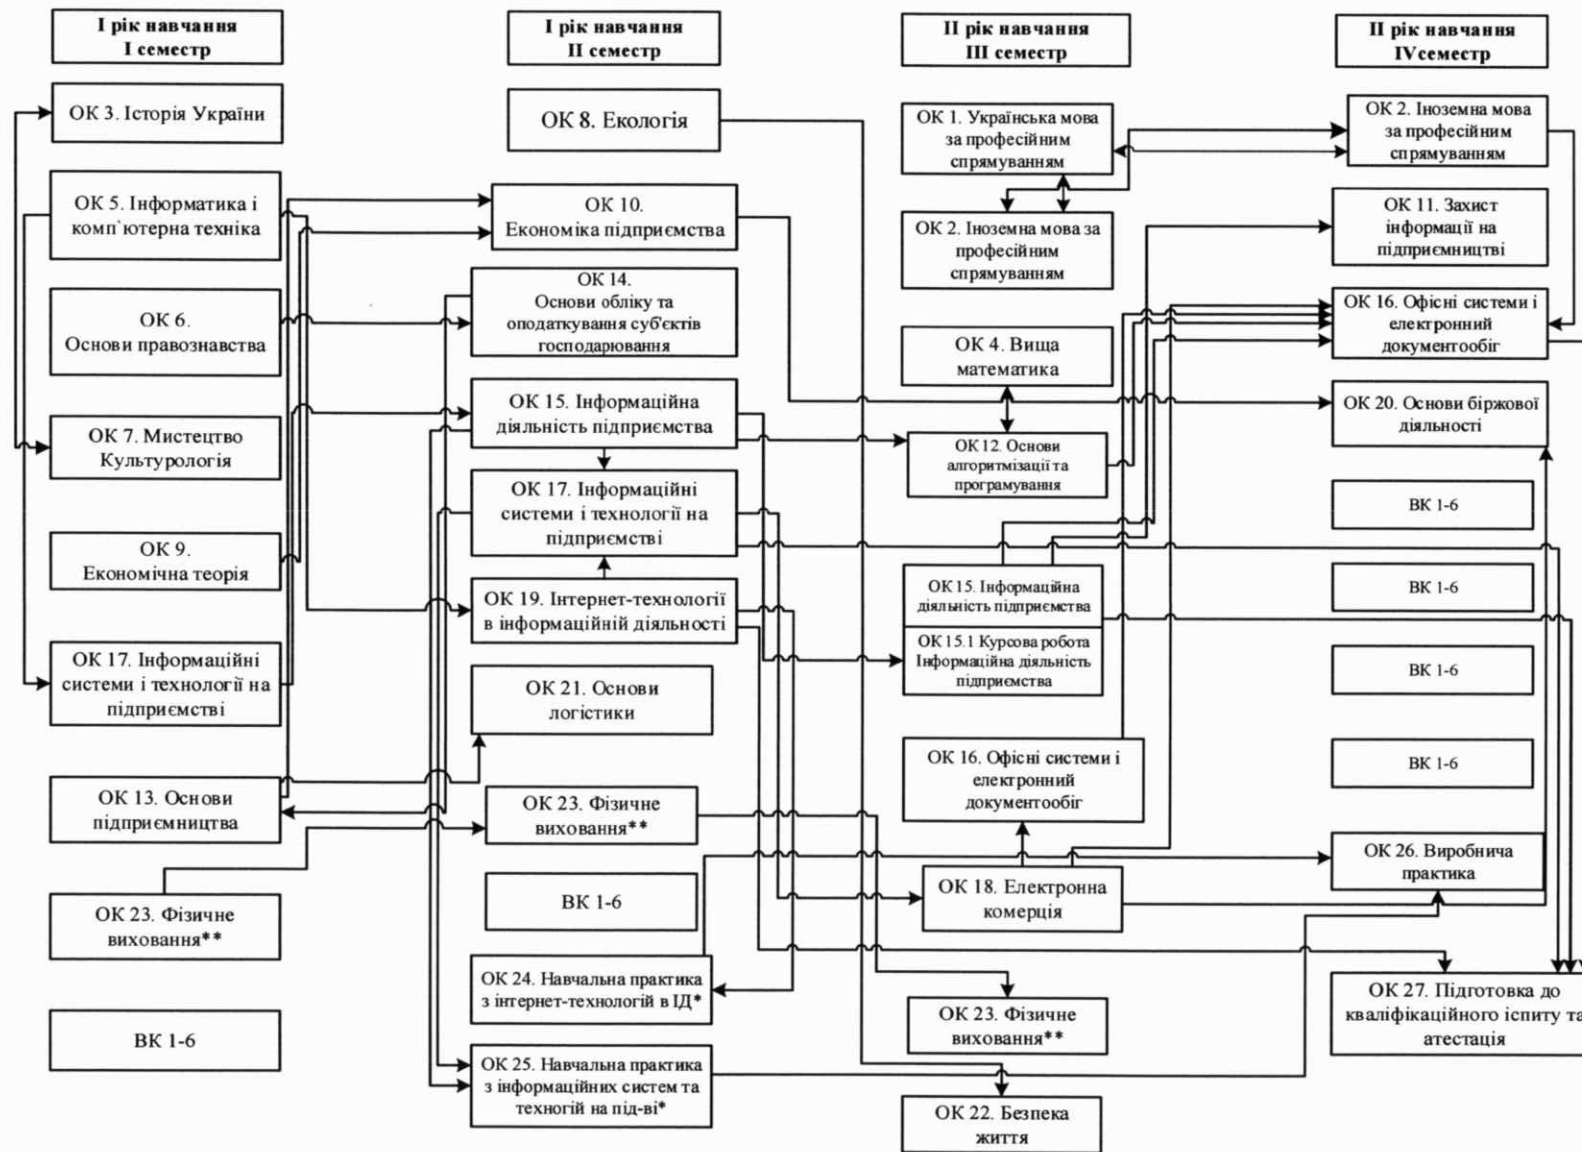 І рік навчання
І семестр
ОК 3. Історія України
ОК 5. Інформатика і
комп`ютерна техніка
ОК 6.
Основи правознавства
ОК 7. Мистецтво
Культурологія
ОК 9.
Економічна теорія
ОК 17. Інформаційні
системи і технології на
підприємстві
ОК 13. Основи
підприємництва
ОК 23. Фізичне
виховання**
ВК 1-6
І рік навчання
ІІ семестр
ОК 8. Екологія
ОК 10.
Економіка підприємства
ОК 14.
Основи обліку та
оподаткування суб'єктів
господарювання
ОК 15. Інформаційна
діяльність підприємства
ОК 17. Інформаційні
системи і технології на
підприємстві
ОК 19. Інтернет-технології
в інформаційній діяльності
ОК 21. Основи
логістики
ОК 23. Фізичне
виховання**
ВК 1-6
ОК 24. Навчальна практика
з інтернет-технологій в ІД*
ОК 25. Навчальна практика
з інформаційних систем та
техногій на під-ві*
ІІ рік навчання
ІІІ семестр
ОК 1. Українська мова
за професійним
спрямуванням
ОК 2. Іноземна мова за
професійним
спрямуванням
ОК 4. Вища
математика
ОК 12. Основи
алгоритмізації та
програмування
ОК 15. Інформаційна
діяльність підприємства
ОК 15.1 Курсова робота
Інформаційна діяльність
підприємства
ОК 16. Офісні системи і
електронний
документообіг
ОК 18. Електронна
комерція
ОК 23. Фізичне
виховання**
ОК 22. Безпека
життя
ІІ рік навчання
ІVсеместр
ОК 2. Іноземна мова
за професійним
спрямуванням
ОК 11. Захист
інформації на
підприємництві
ОК 16. Офісні системи і
електронний
документообіг
ОК 20. Основи біржової
діяльності
ВК 1-6
ВК 1-6
ВК 1-6
ВК 1-6
ОК 26. Виробнича
практика
ОК 27. Підготовка до
кваліфікаційного іспиту та
атестація